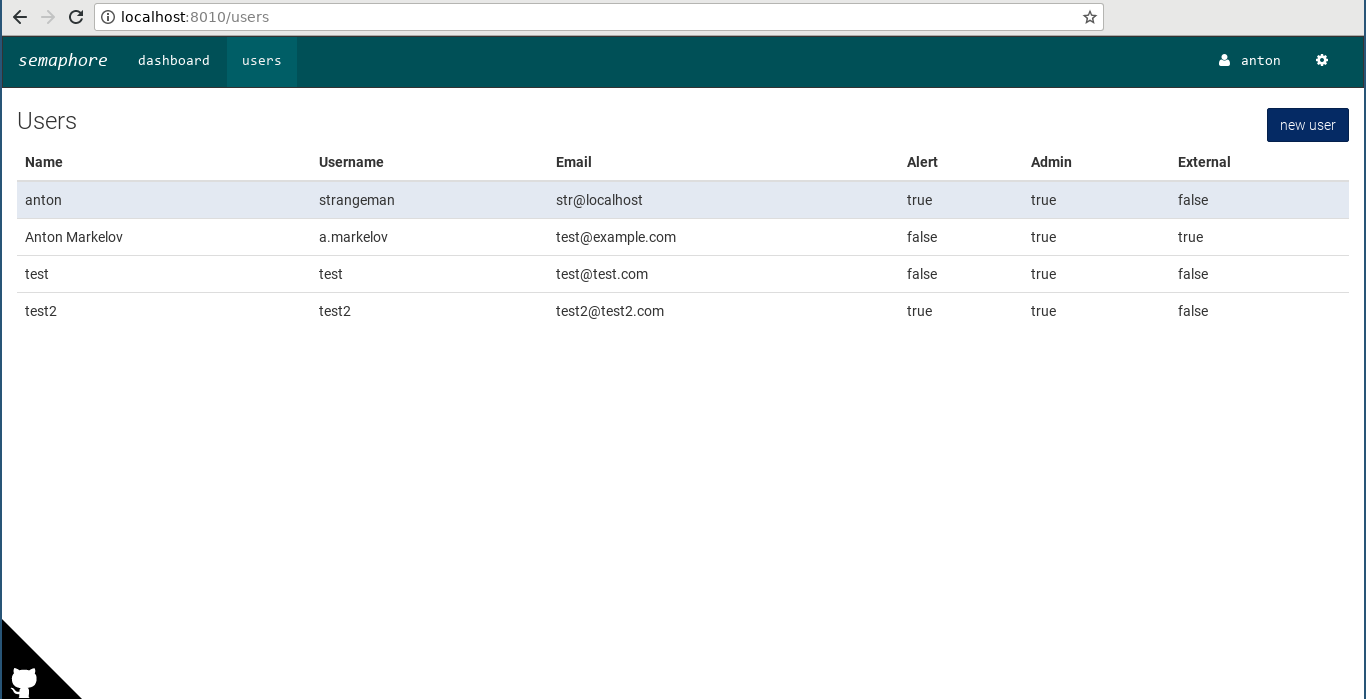 localhost:8010/users
semaphore dashboard users anton
Users
new user
Name Username Email Alert Admin External
anton strangeman str@localhost true true false
Anton Markelov a.markelov test@example.com false true true
test test test@test.com false true false
test2 test2 test2@test2.com true true false